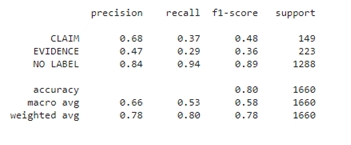 precision recall f1-score support
CLAIM 0.68 0.37 0.48 149
EVIDENCE 0.47 0.29 0.36 223
NO LABEL 0.84 0.94 0.89 1288
accuracy 0.80 1660
macro avg 0.66 0.53 0.58 1660
weighted avg 0.78 0.80 0.78 1660